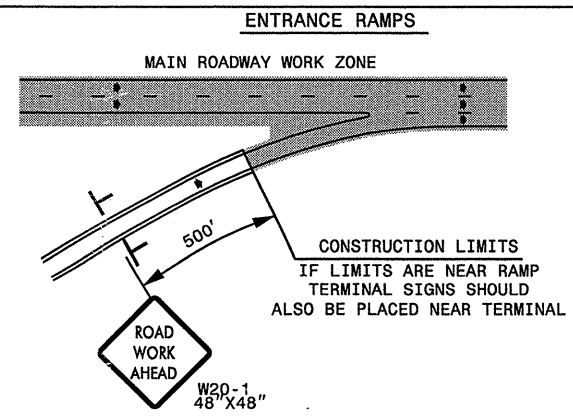 ENTRANCE RAMPS
MAIN ROADWAY WORK ZONE
500'
CONSTRUCTION LIMITS
IF LIMITS ARE NEAR RAMP
TERMINAL SIGNS SHOULD
ALSO BE PLACED NEAR TERMINAL
ROAD
WORK
AHEAD
W20-1
48"X48"